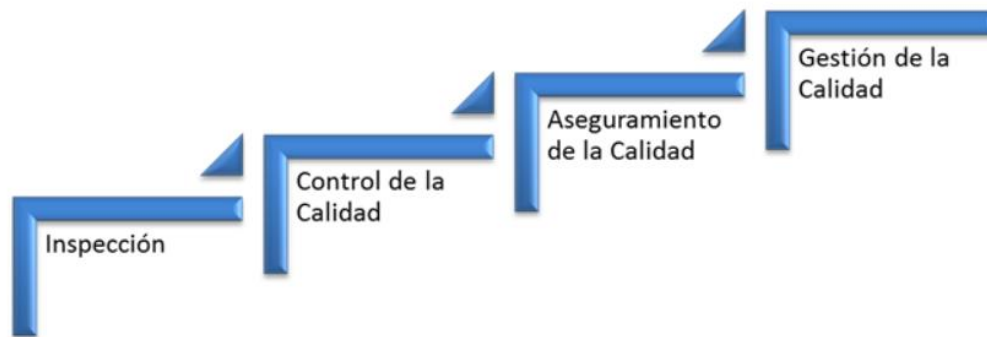 Inspección
Control de la
Calidad
Aseguramiento
de la Calidad
Gestión de la
Calidad